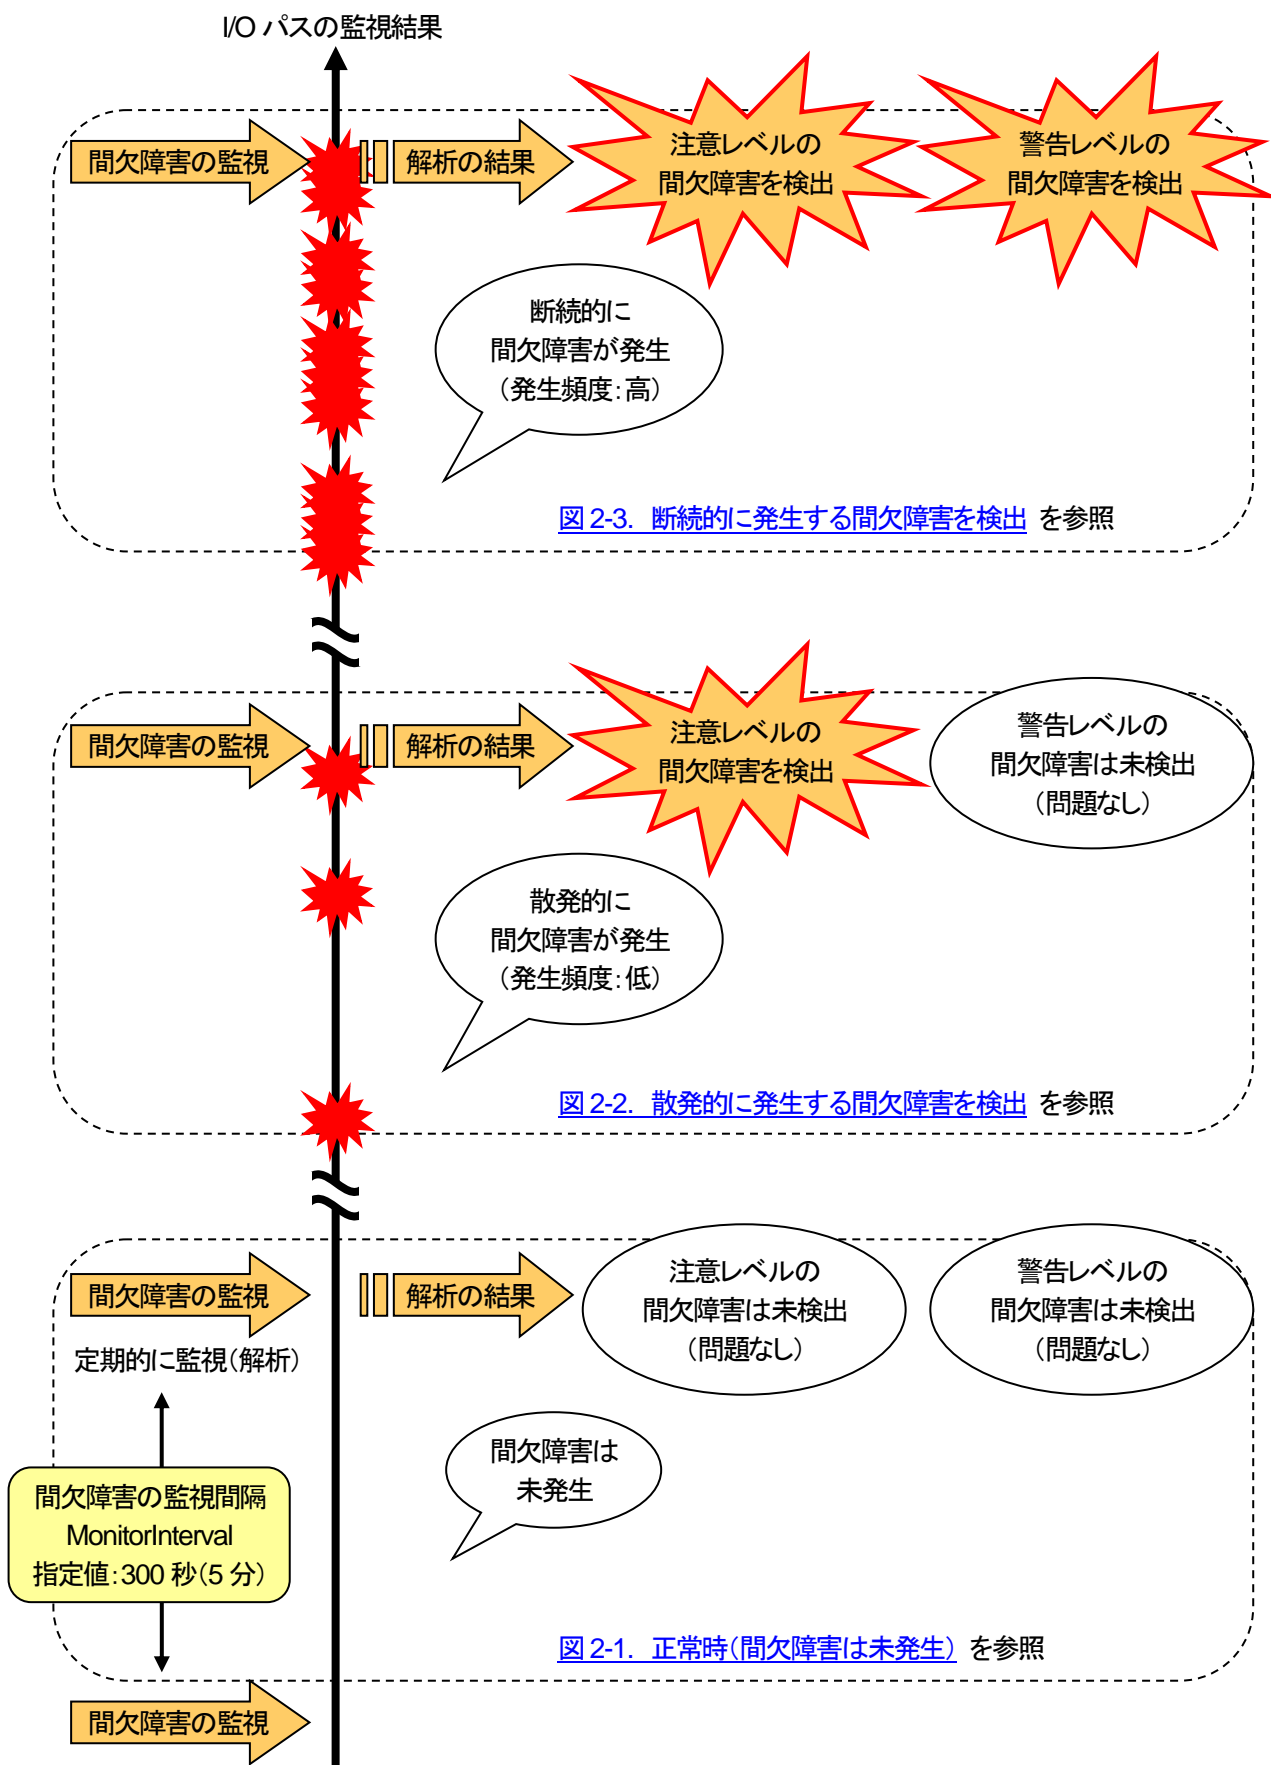 I/O パスの監視結果
間欠障害の監視
解析の結果
注意レベルの
間欠障害を検出
警告レベルの
間欠障害を検出
断続的に
間欠障害が発生
（発生頻度：高）
図 2-3. 断続的に発生する間欠障害を検出 を参照
間欠障害の監視
解析の結果
注意レベルの
間欠障害を検出
警告レベルの
間欠障害は未検出
（問題なし）
散発的に
間欠障害が発生
（発生頻度：低）
図 2-2. 散発的に発生する間欠障害を検出 を参照
間欠障害の監視
解析の結果
注意レベルの
間欠障害は未検出
（問題なし）
警告レベルの
間欠障害は未検出
（問題なし）
定期的に監視（解析）
間欠障害は
未発生
間欠障害の監視間隔
MonitorInterval
指定値：300 秒（5 分）
図 2-1. 正常時（間欠障害は未発生） を参照
間欠障害の監視